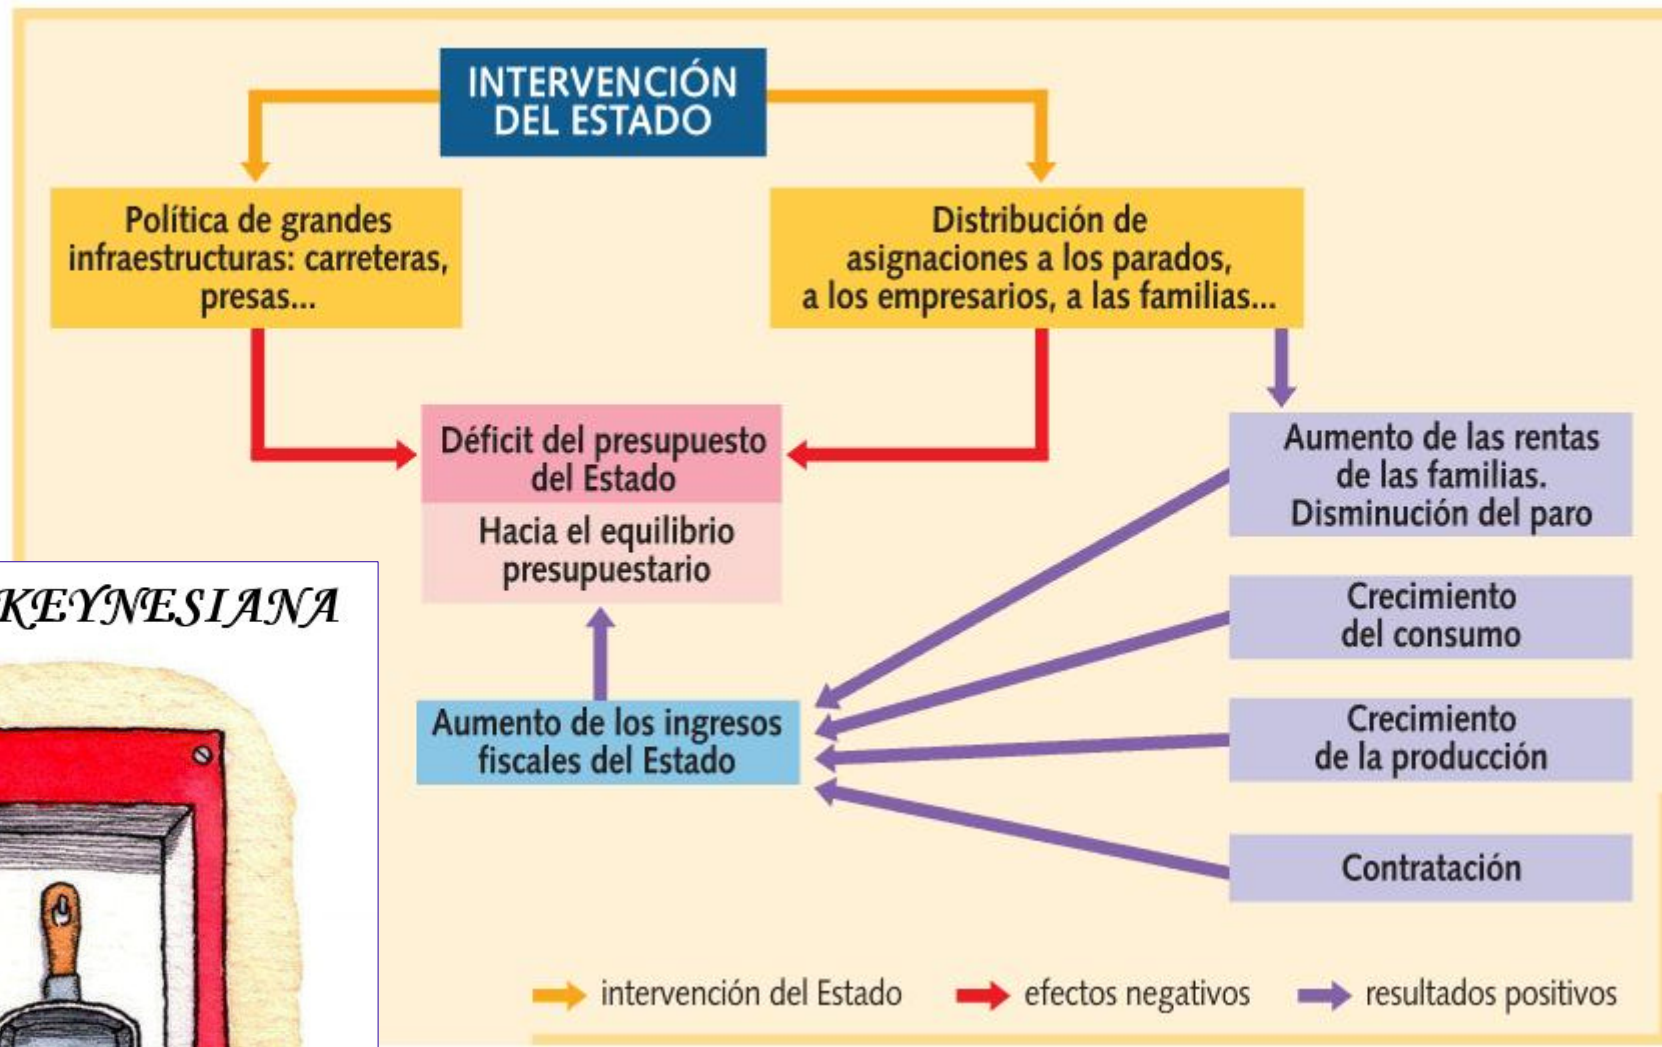 INTERVENCIÓN
DEL ESTADO
Política de grandes
infraestructuras: carreteras,
presas...
Distribución de
asignaciones a los parados,
a los empresarios, a las familias...
Déficit del presupuesto
del Estado
Hacia el equilibrio
presupuestario
Aumento de las rentas
de las familias.
Disminución del paro
Crecimiento
del consumo
Crecimiento
de la producción
Contratación
Aumento de los ingresos
fiscales del Estado
KEYNESIANA
intervención del Estado
efectos negativos
resultados positivos